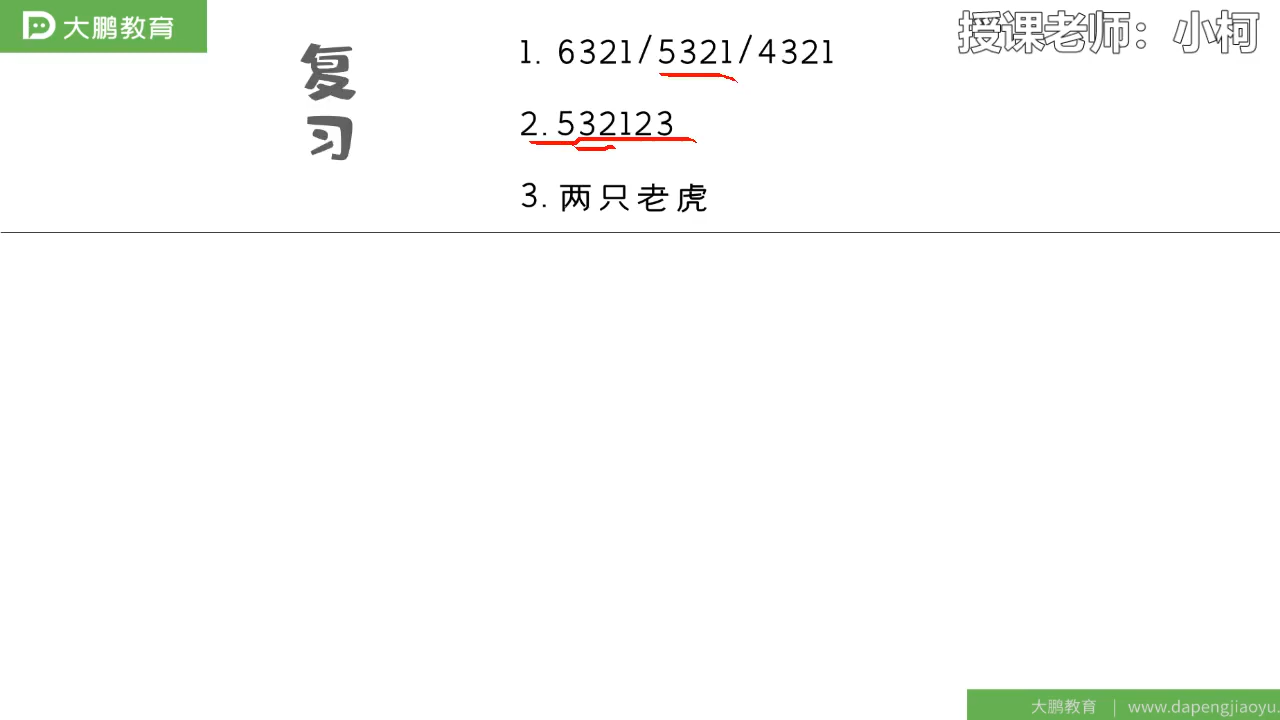 大鹏教育
授课老师：小柯
复习
1. 6321/5321/4321
2. 532123
3. 两只老虎
大鹏教育 | www.dapengjiaoyu.